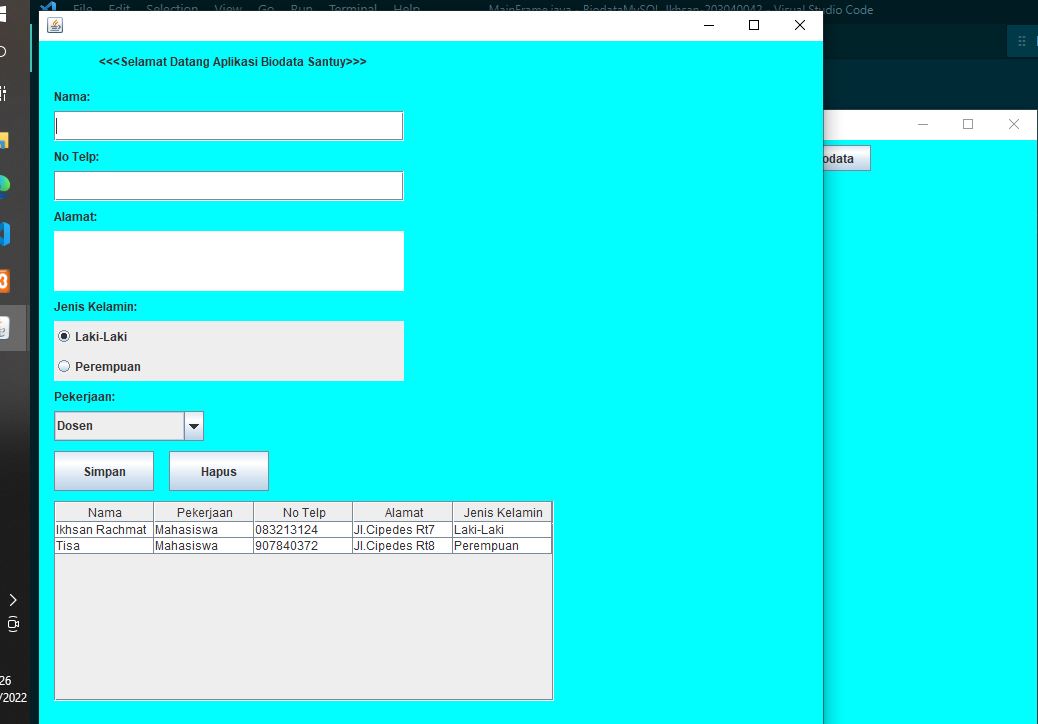 File Edit Selection View Go Run Terminal Help MainFrame.java - BiodataMySQL_Ikhsan-203040042 - Visual Studio Code
<<<Selamat Datang Aplikasi Biodata Santuy>>>
Nama:
No Telp:
Alamat:
Jenis Kelamin:
Laki-Laki
Perempuan
Pekerjaan:
Dosen
Simpan Hapus
Nama Pekerjaan No Telp Alamat Jenis Kelamin
Ikhsan Rachmat Mahasiswa 083213124 Jl.Cipedes Rt7 Laki-Laki
Tisa Mahasiswa 907840372 Jl.Cipedes Rt8 Perempuan
odata
26
/2022